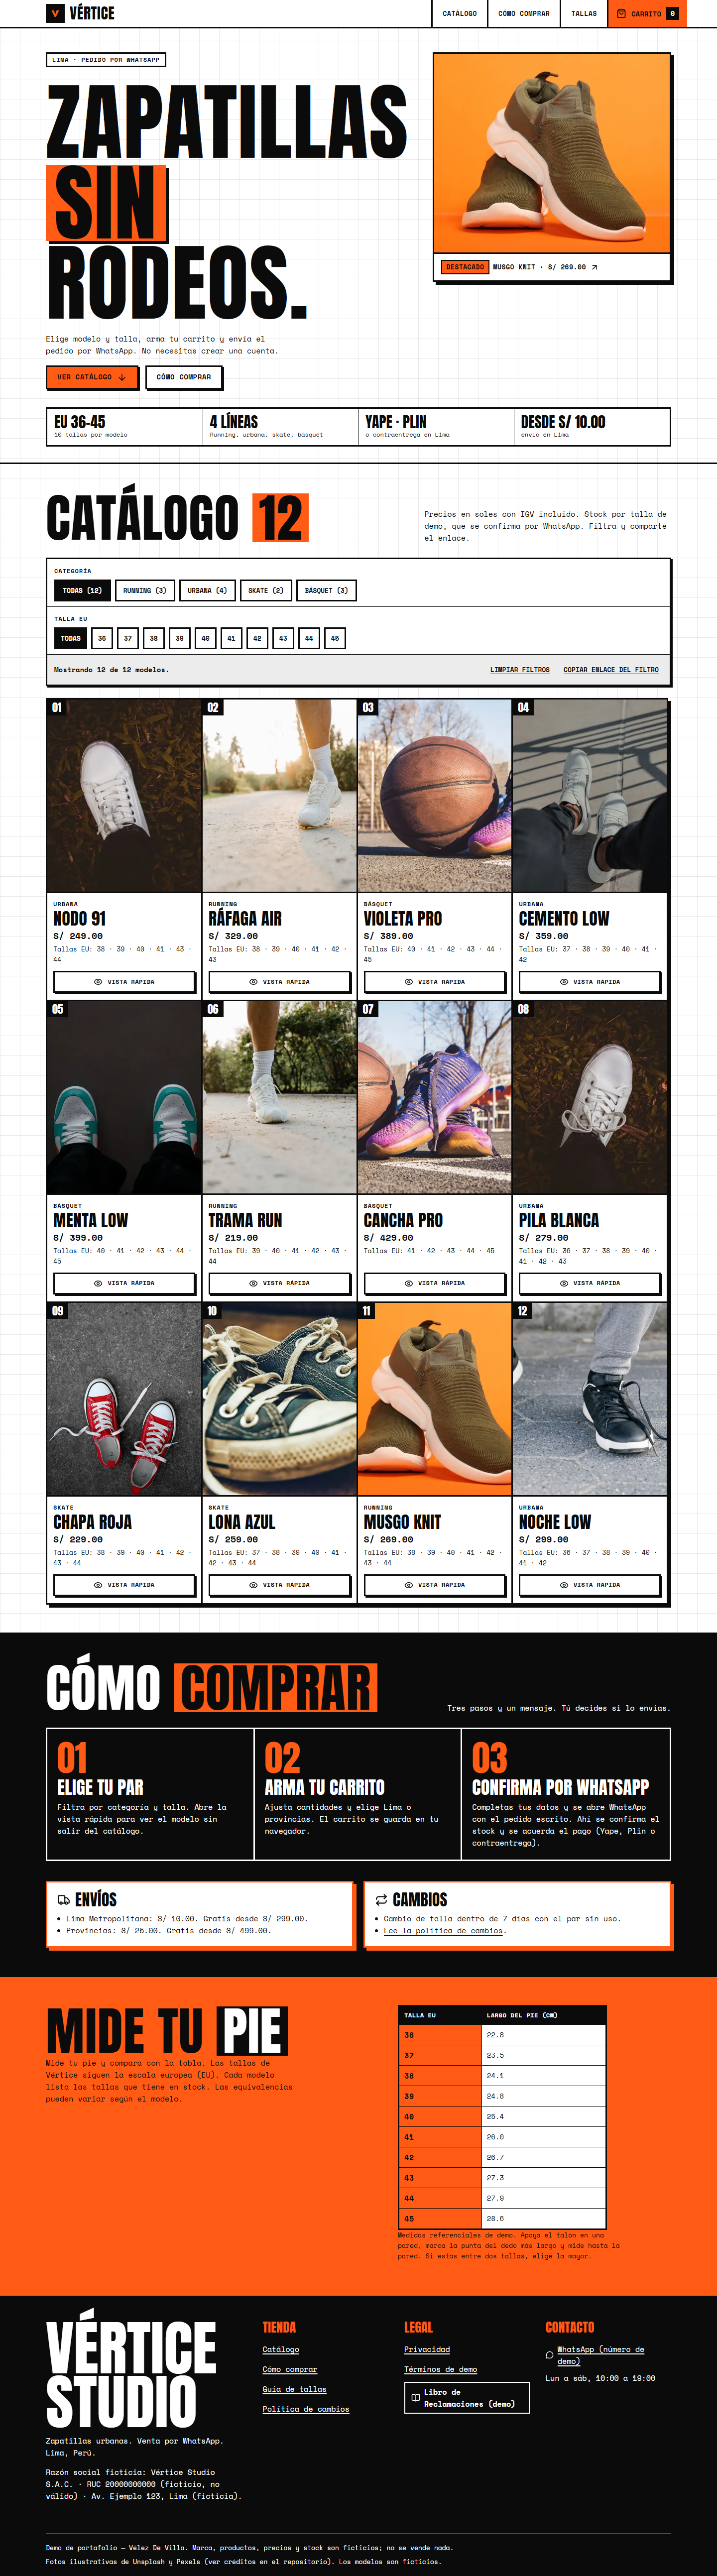 V VÉRTICE
CATÁLOGO
CÓMO COMPRAR
TALLAS
CARRITO 0
LIMA · PEDIDO POR WHATSAPP
ZAPATILLAS
SIN
RODEOS.
Elige modelo y talla, arma tu carrito y envía el
pedido por WhatsApp. No necesitas crear una cuenta.
VER CATÁLOGO
CÓMO COMPRAR
DESTACADO MUSGO KNIT · S/ 269.00
EU 36-45
10 tallas por modelo
4 LÍNEAS
Running, urbana, skate, básquet
YAPE · PLIN
o contraentrega en Lima
DESDE S/ 10.00
envío en Lima
CATÁLOGO 12
Precios en soles con IGV incluido. Stock por talla de
demo, que se confirma por WhatsApp. Filtra y comparte
el enlace.
CATEGORÍA
TODAS (12)
RUNNING (3)
URBANA (4)
SKATE (2)
BÁSQUET (3)
TALLA EU
TODAS 36 37 38 39 40 41 42 43 44 45
Mostrando 12 de 12 modelos.
LIMPIAR FILTROS
COPIAR ENLACE DEL FILTRO
01
URBANA
NODO 91
S/ 249.00
Tallas EU: 38 · 39 · 40 · 41 · 43 ·
44
VISTA RÁPIDA
02
RUNNING
RÁFAGA AIR
S/ 329.00
Tallas EU: 38 · 39 · 40 · 41 · 42 ·
43
VISTA RÁPIDA
03
BÁSQUET
VIOLETA PRO
S/ 389.00
Tallas EU: 40 · 41 · 42 · 43 · 44 ·
45
VISTA RÁPIDA
04
URBANA
CEMENTO LOW
S/ 359.00
Tallas EU: 37 · 38 · 39 · 40 · 41 ·
42
VISTA RÁPIDA
05
BÁSQUET
MENTA LOW
S/ 399.00
Tallas EU: 40 · 41 · 42 · 43 · 44 ·
45
VISTA RÁPIDA
06
RUNNING
TRAMA RUN
S/ 219.00
Tallas EU: 39 · 40 · 41 · 42 · 43 ·
44
VISTA RÁPIDA
07
BÁSQUET
CANCHA PRO
S/ 429.00
Tallas EU: 41 · 42 · 43 · 44 · 45
VISTA RÁPIDA
08
URBANA
PILA BLANCA
S/ 279.00
Tallas EU: 36 · 37 · 38 · 39 · 40 ·
41 · 42 · 43
VISTA RÁPIDA
09
SKATE
CHAPA ROJA
S/ 229.00
Tallas EU: 38 · 39 · 40 · 41 · 42 ·
43 · 44
VISTA RÁPIDA
10
SKATE
LONA AZUL
S/ 259.00
Tallas EU: 37 · 38 · 39 · 40 · 41 ·
42 · 43 · 44
VISTA RÁPIDA
11
RUNNING
MUSGO KNIT
S/ 269.00
Tallas EU: 38 · 39 · 40 · 41 · 42 ·
43 · 44
VISTA RÁPIDA
12
URBANA
NOCHE LOW
S/ 299.00
Tallas EU: 36 · 37 · 38 · 39 · 40 ·
41 · 42
VISTA RÁPIDA
CÓMO COMPRAR
Tres pasos y un mensaje. Tú decides si lo envías.
01
ELIGE TU PAR
Filtra por categoría y talla. Abre la
vista rápida para ver el modelo sin
salir del catálogo.
02
ARMA TU CARRITO
Ajusta cantidades y elige Lima o
provincias. El carrito se guarda en tu
navegador.
03
CONFIRMA POR WHATSAPP
Completas tus datos y se abre WhatsApp
con el pedido escrito. Ahí se confirma el
stock y se acuerda el pago (Yape, Plin o
contraentrega).
ENVÍOS
Lima Metropolitana: S/ 10.00. Gratis desde S/ 299.00.
Provincias: S/ 25.00. Gratis desde S/ 499.00.
CAMBIOS
Cambio de talla dentro de 7 días con el par sin uso.
Lee la política de cambios.
MIDE TU PIE
Mide tu pie y compara con la tabla. Las tallas de
Vértice siguen la escala europea (EU). Cada modelo
lista las tallas que tiene en stock. Las equivalencias
pueden variar según el modelo.
TALLA EU LARGO DEL PIE (CM)
36 22.8
37 23.5
38 24.1
39 24.8
40 25.4
41 26.0
42 26.7
43 27.3
44 27.9
45 28.6
Medidas referenciales de demo. Apoya el talón en una
pared, marca la punta del dedo más largo y mide hasta la
pared. Si estás entre dos tallas, elige la mayor.
VÉRTICE
STUDIO
Zapatillas urbanas. Venta por WhatsApp.
Lima, Perú.
Razón social ficticia: Vértice Studio
S.A.C. · RUC 20000000000 (ficticio, no
válido) · Av. Ejemplo 123, Lima (ficticia).
TIENDA
Catálogo
Cómo comprar
Guía de tallas
Política de cambios
LEGAL
Privacidad
Términos de demo
Libro de
Reclamaciones (demo)
CONTACTO
WhatsApp (número de
demo)
Lun a sáb, 10:00 a 19:00
Demo de portafolio — Vélez De Villa. Marca, productos, precios y stock son ficticios; no se vende nada.
Fotos ilustrativas de Unsplash y Pexels (ver créditos en el repositorio). Los modelos son ficticios.